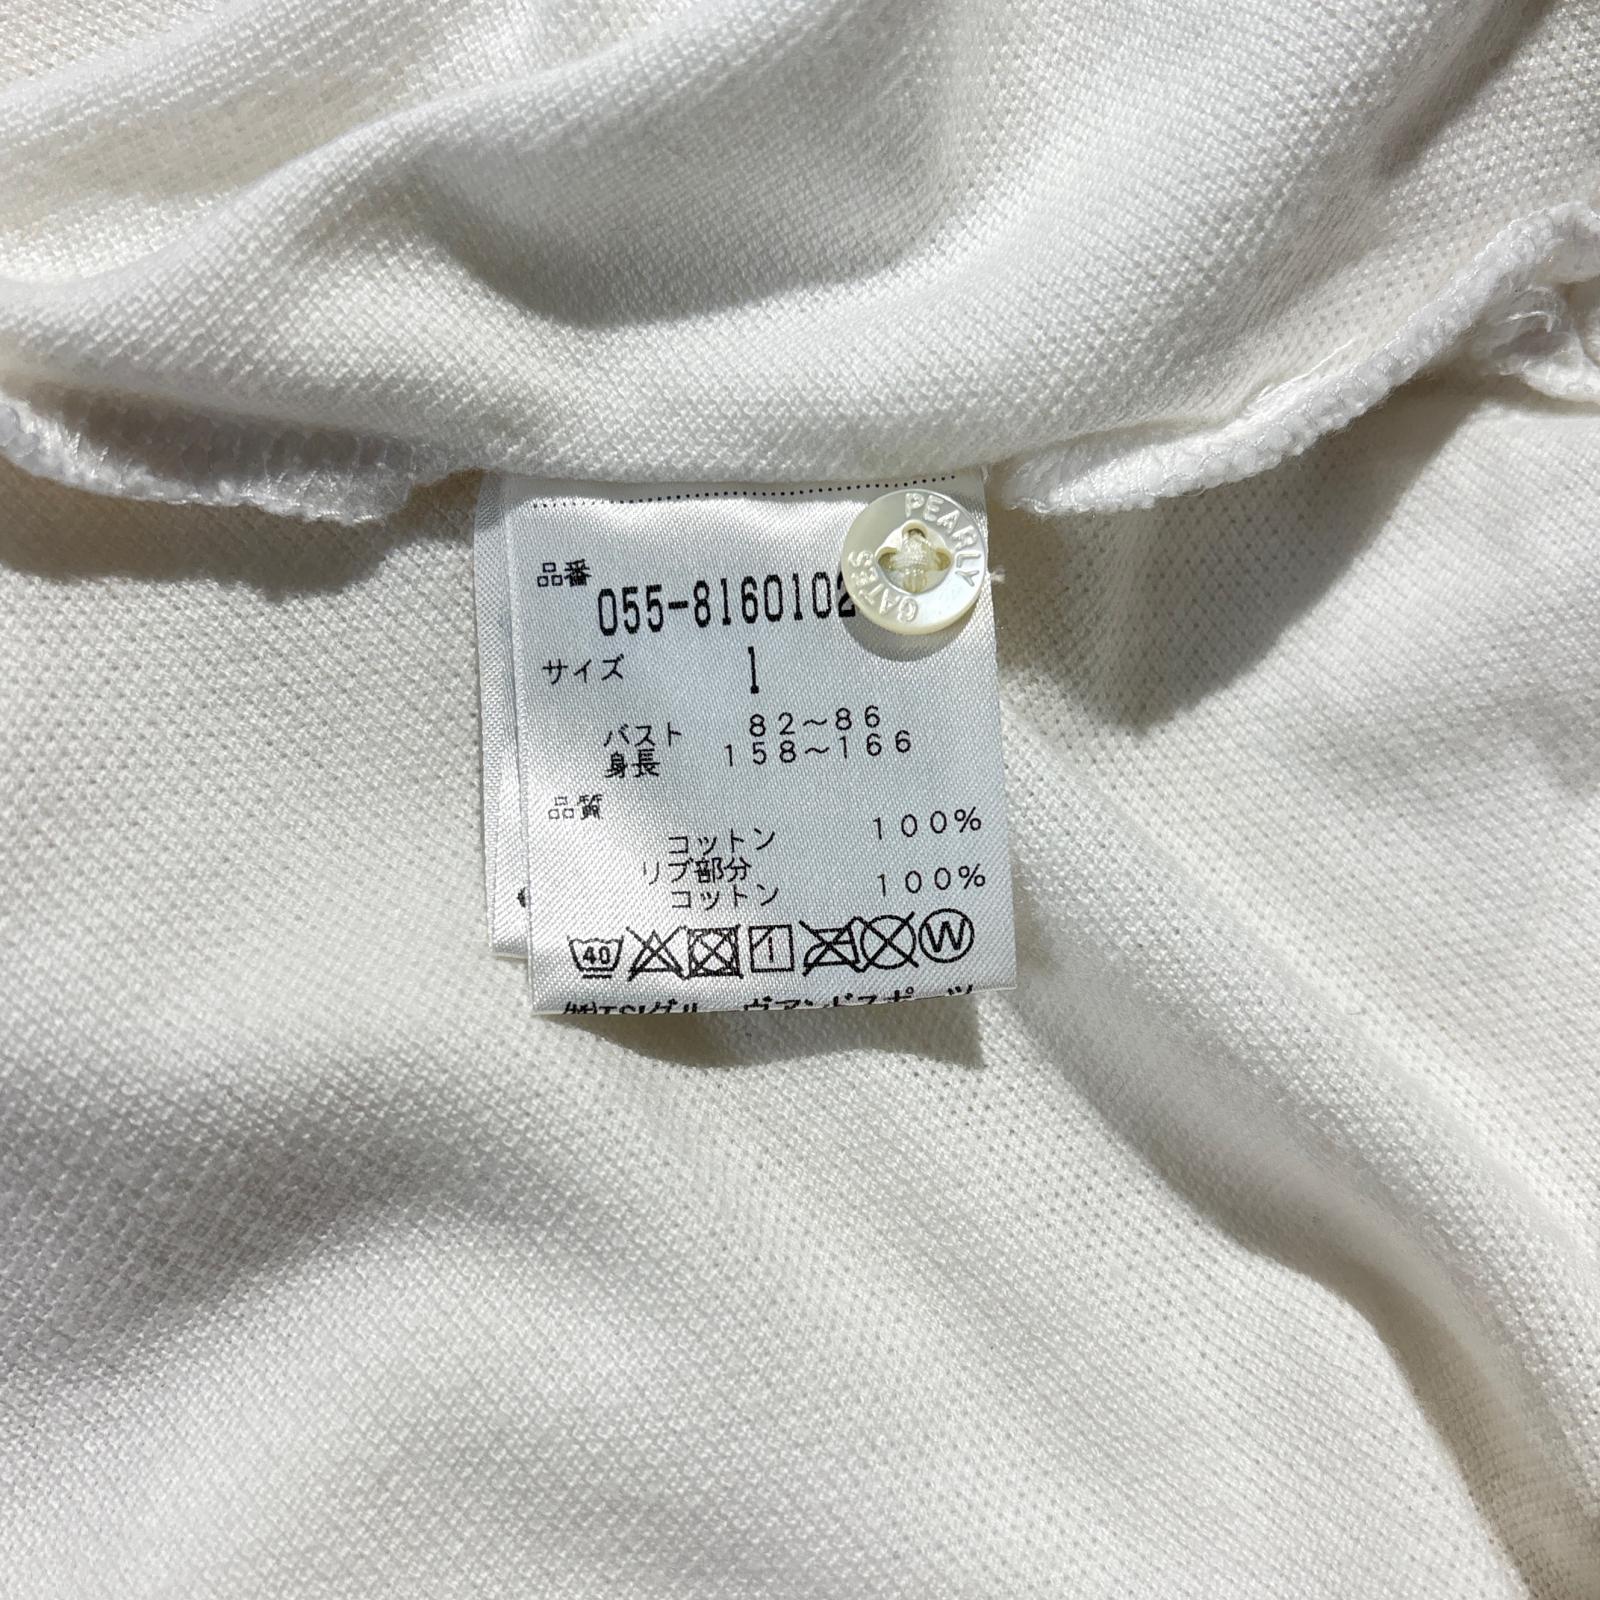 PEARLY GATES
品番
055-8160102
サイズ 1
バスト 82〜86
身長 158〜166
品質
コットン 100%
リブ部分
コットン 100%
40
W